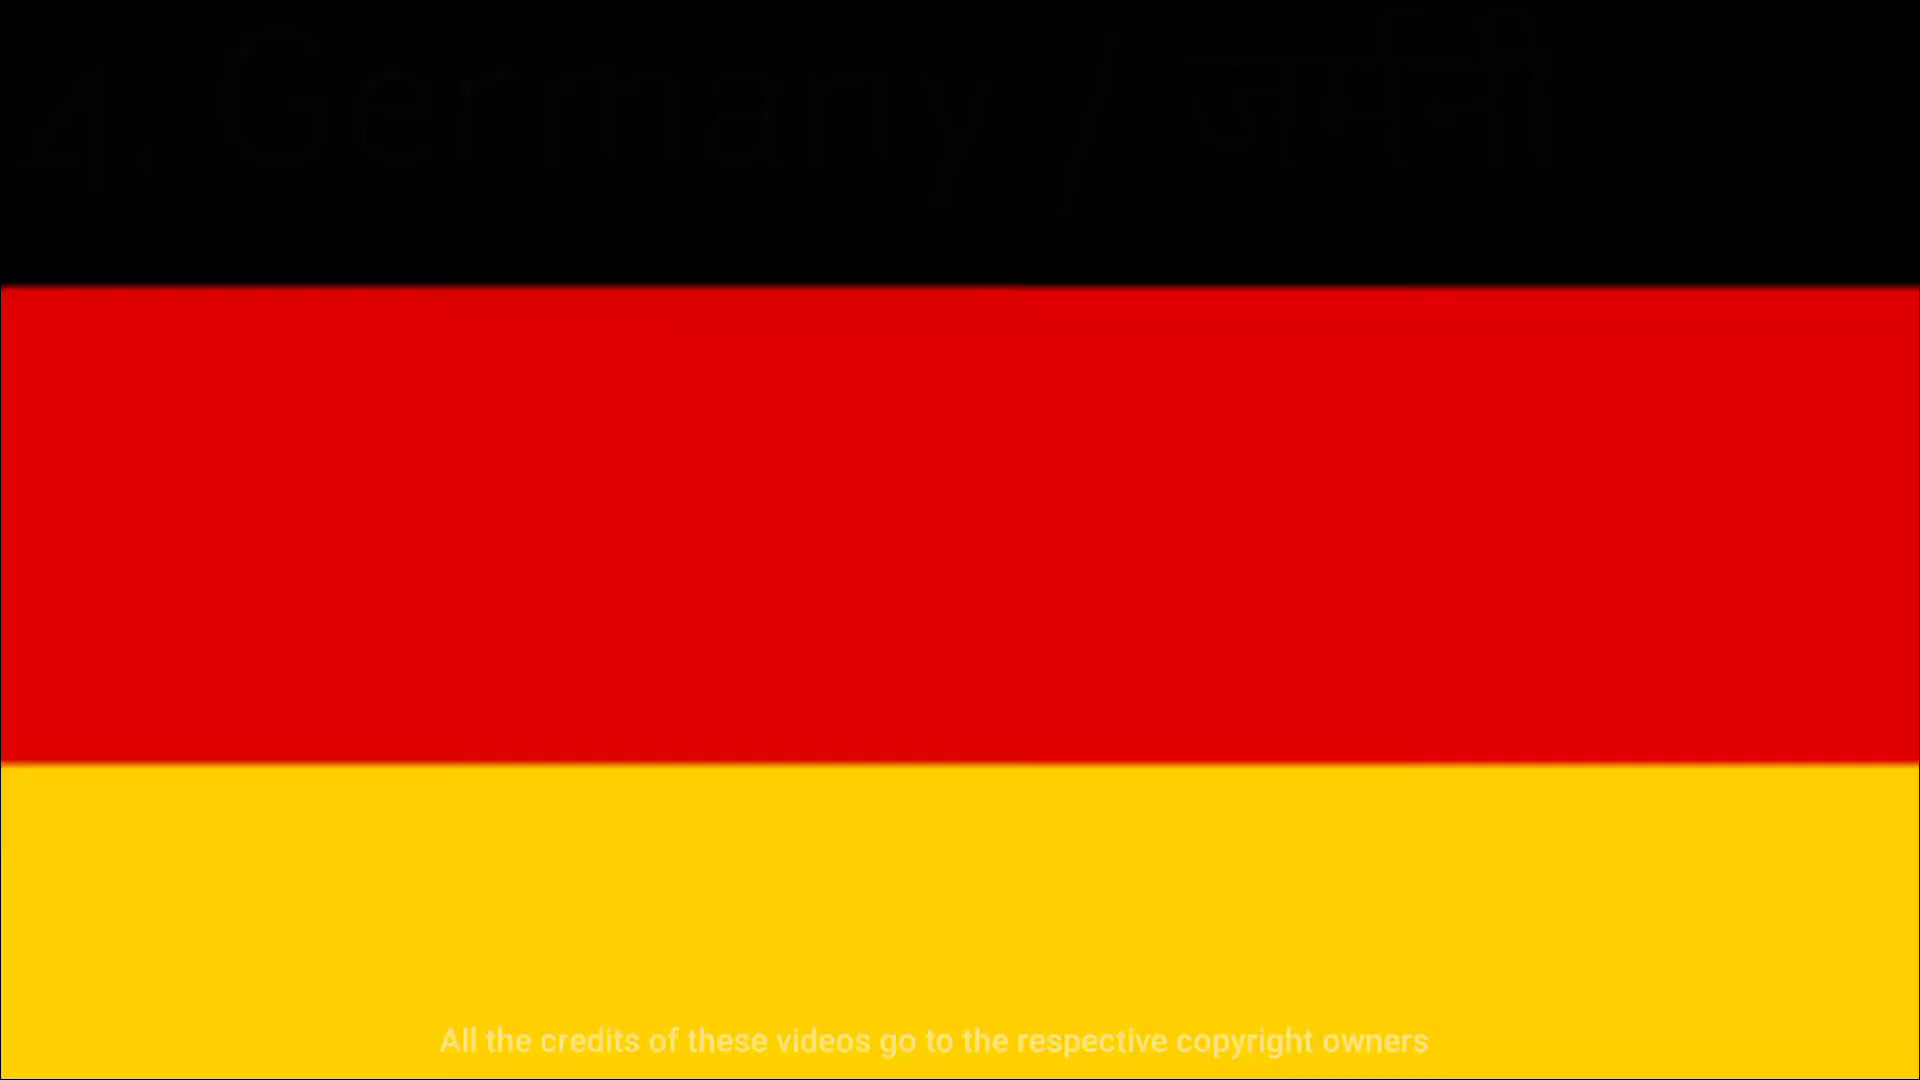 4. Germany / जर्मनी
All the credits of these videos go to the respective copyright owners